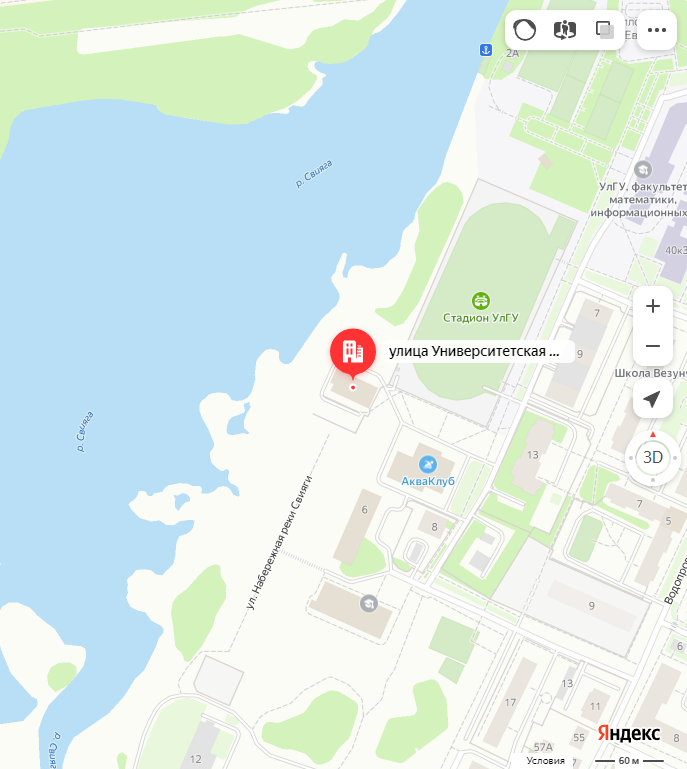 2А
р. Свияга
УлГУ, факультет
математики,
информационных
40к3
Стадион УлГУ
7
9
улица Университетская ...
Школа Везунч
р. Свияга
13
3D
АкваКлуб
7
5
6
8
ул. Набережная реки Свияги
Водопро
9
6
17
13
11
55
57А
8
12
р. Свияга
Яндекс
Условия
60 м